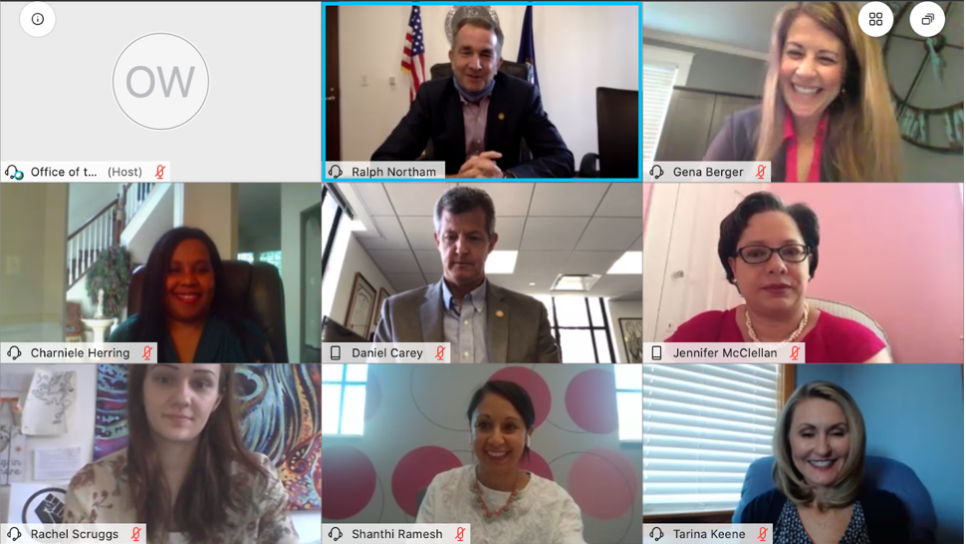 OW
Office of t... (Host)
Ralph Northam
Gena Berger
Charniele Herring
Daniel Carey
Jennifer McClellan
Rachel Scruggs
Shanthi Ramesh
Tarina Keene